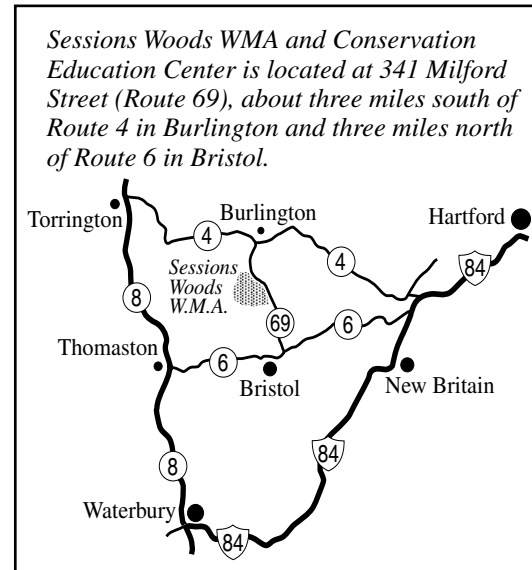 Sessions Woods WMA and Conservation
Education Center is located at 341 Milford
Street (Route 69), about three miles south of
Route 4 in Burlington and three miles north
of Route 6 in Bristol.
Torrington
Burlington
Hartford
4
4
84
Sessions
Woods
W.M.A.
8
69
6
Thomaston
6
Bristol
New Britain
84
8
Waterbury
84